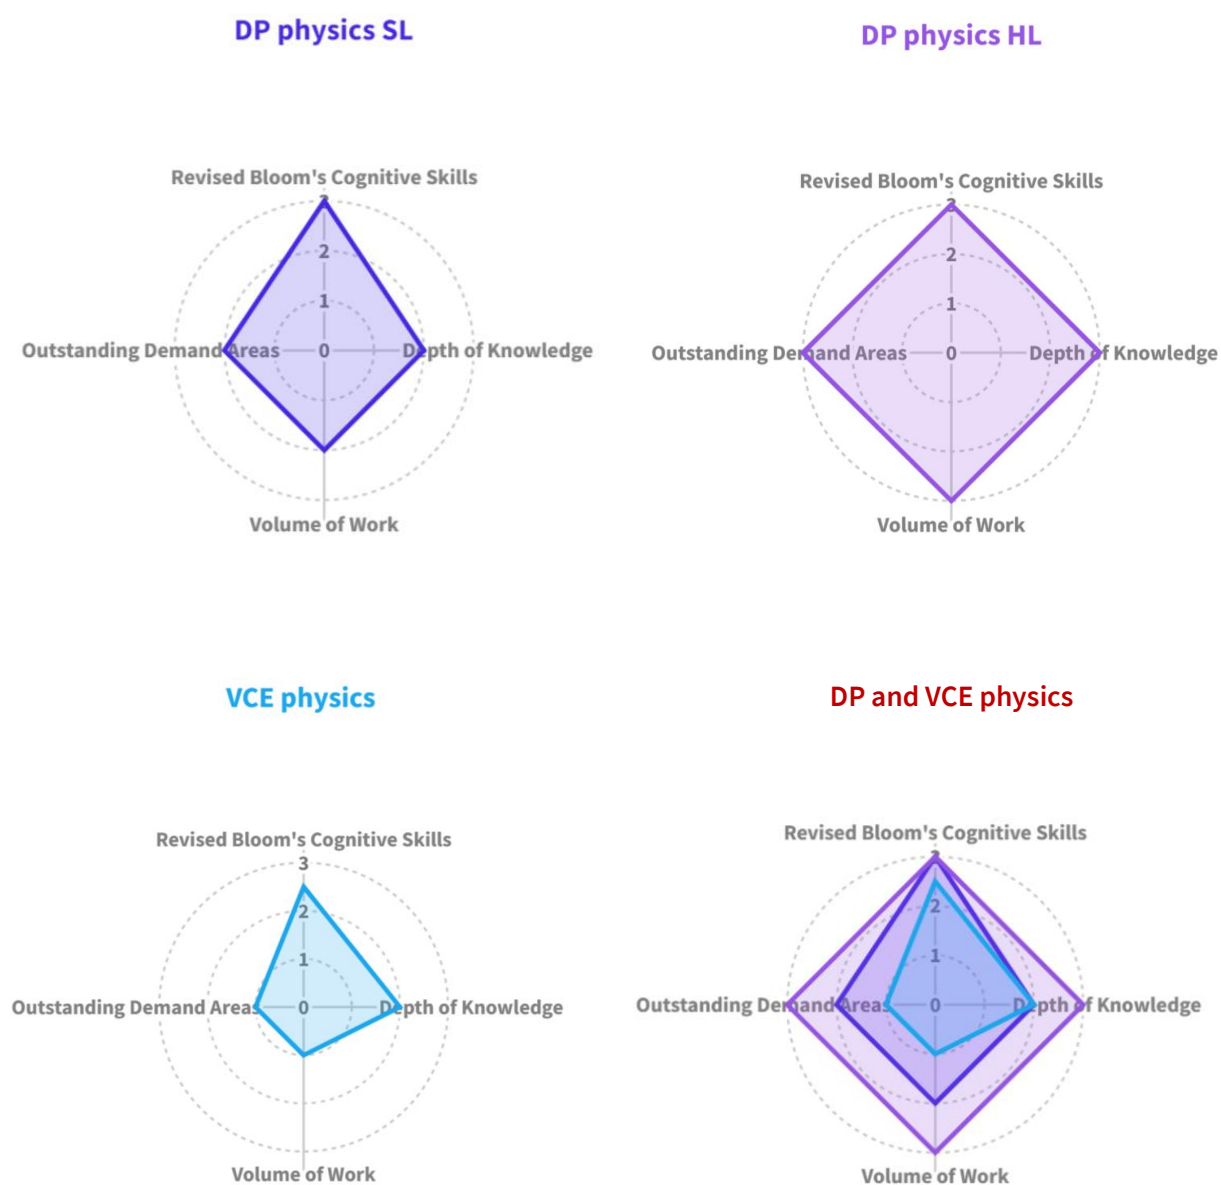 DP physics SL
Revised Bloom's Cognitive Skills
3
2
1
Outstanding Demand Areas 0 Depth of Knowledge
Volume of Work
DP physics HL
Revised Bloom's Cognitive Skills
3
2
1
Outstanding Demand Areas 0 Depth of Knowledge
Volume of Work
VCE physics
Revised Bloom's Cognitive Skills
3
2
1
Outstanding Demand Areas 0 Depth of Knowledge
Volume of Work
DP and VCE physics
Revised Bloom's Cognitive Skills
3
2
1
Outstanding Demand Areas 0 Depth of Knowledge
Volume of Work